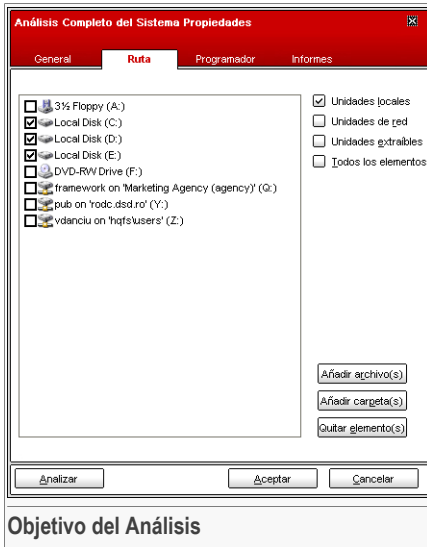 Análisis Completo del Sistema Propiedades
General Ruta Programador Informes
3½ Floppy (A:)
Local Disk (C:)
Local Disk (D:)
Local Disk (E:)
DVD-RW Drive (F:)
framework on 'Marketing Agency (agency)' (Q:)
pub on 'rodc.dsd.ro' (Y:)
vdanciu on 'hqfs\users' (Z:)
Unidades locales
Unidades de red
Unidades extraíbles
Todos los elementos
Añadir archivo(s)
Añadir carpeta(s)
Quitar elemento(s)
Analizar Aceptar Cancelar
Objetivo del Análisis